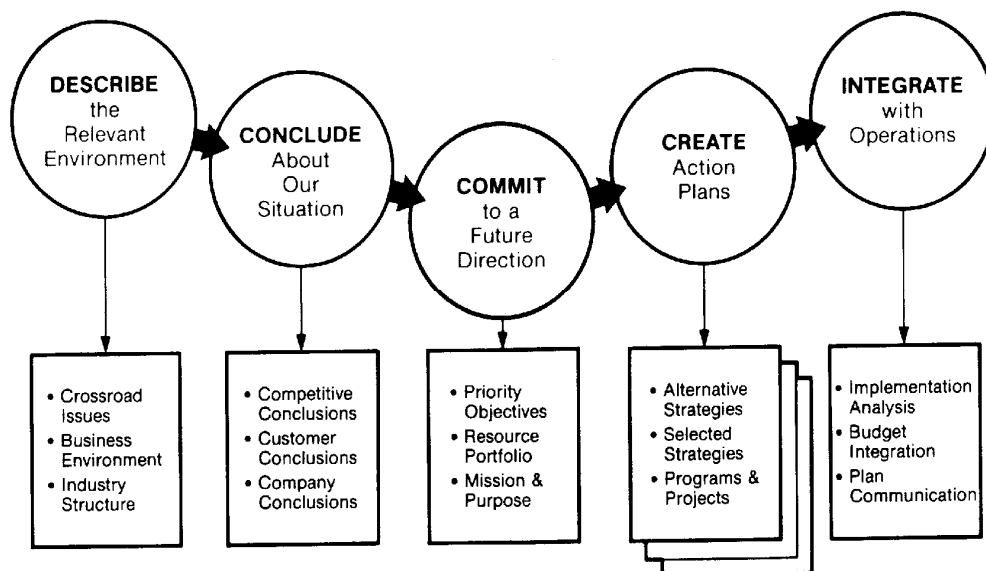 DESCRIBE
the
Relevant
Environment
CONCLUDE
About
Our
Situation
COMMIT
to a
Future
Direction
CREATE
Action
Plans
INTEGRATE
with
Operations
• Crossroad
Issues
• Business
Environment
• Industry
Structure
• Competitive
Conclusions
• Customer
Conclusions
• Company
Conclusions
• Priority
Objectives
• Resource
Portfolio
• Mission &
Purpose
• Alternative
Strategies
• Selected
Strategies
• Programs &
Projects
• Implementation
Analysis
• Budget
Integration
• Plan
Communication